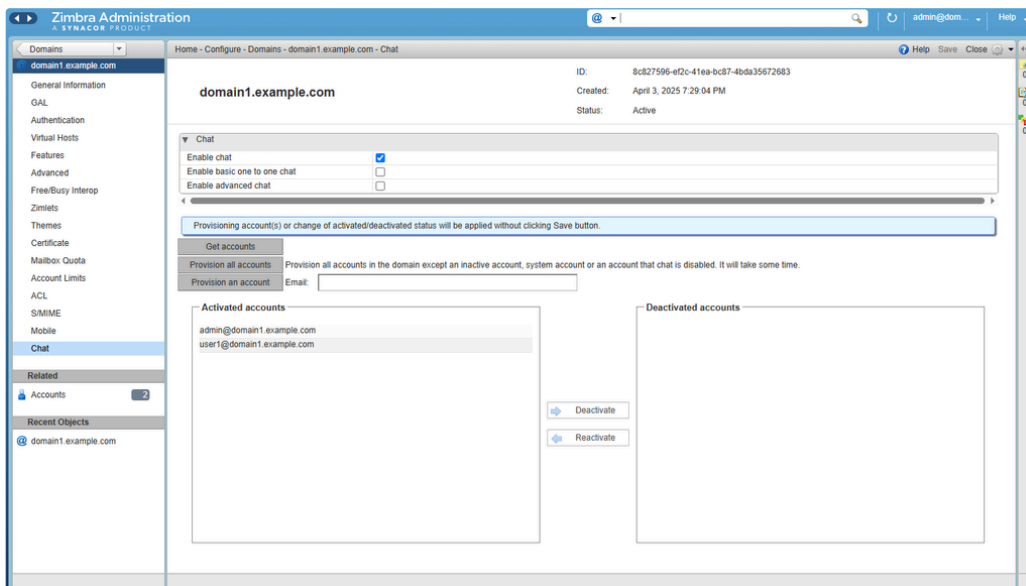 Zimbra Administration
A SYNACOR PRODUCT
@
admin@dom...
Help
Domains
Home - Configure - Domains - domain1.example.com - Chat
Help Save Close
domain1.example.com
General Information
GAL
Authentication
Virtual Hosts
Features
Advanced
Free/Busy Interop
Zimlets
Themes
Certificate
Mailbox Quota
Account Limits
ACL
S/MIME
Mobile
Chat
Related
Accounts 2
Recent Objects
@ domain1.example.com
domain1.example.com
ID: 8c827596-ef2c-41ea-bc87-4bda35672683
Created: April 3, 2025 7:29:04 PM
Status: Active
Chat
Enable chat
Enable basic one to one chat
Enable advanced chat
Provisioning account(s) or change of activated/deactivated status will be applied without clicking Save button.
Get accounts
Provision all accounts Provision all accounts in the domain except an inactive account, system account or an account that chat is disabled. It will take some time.
Provision an account Email:
Activated accounts
admin@domain1.example.com
user1@domain1.example.com
Deactivate
Reactivate
Deactivated accounts